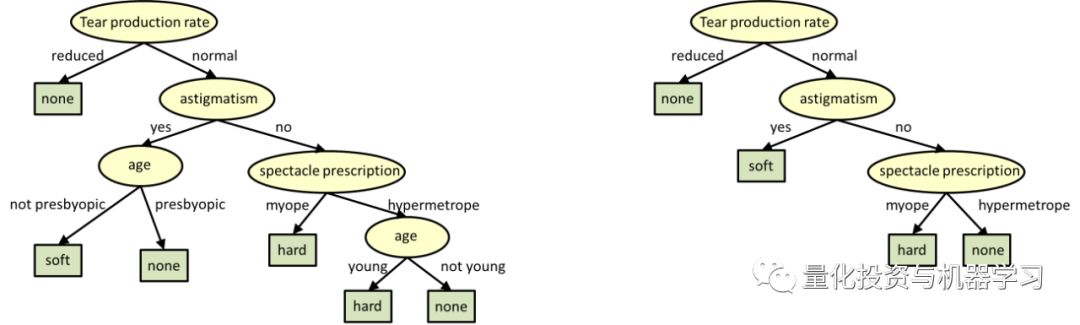 Tear production rate
reduced
normal
none
astigmatism
yes
no
age
spectacle prescription
not presbyopic
presbyopic
myope
hypermetrope
soft
none
hard
age
young
not young
hard
none
Tear production rate
reduced
normal
none
astigmatism
yes
no
soft
spectacle prescription
myope
hypermetrope
hard
none
量化投资与机器学习